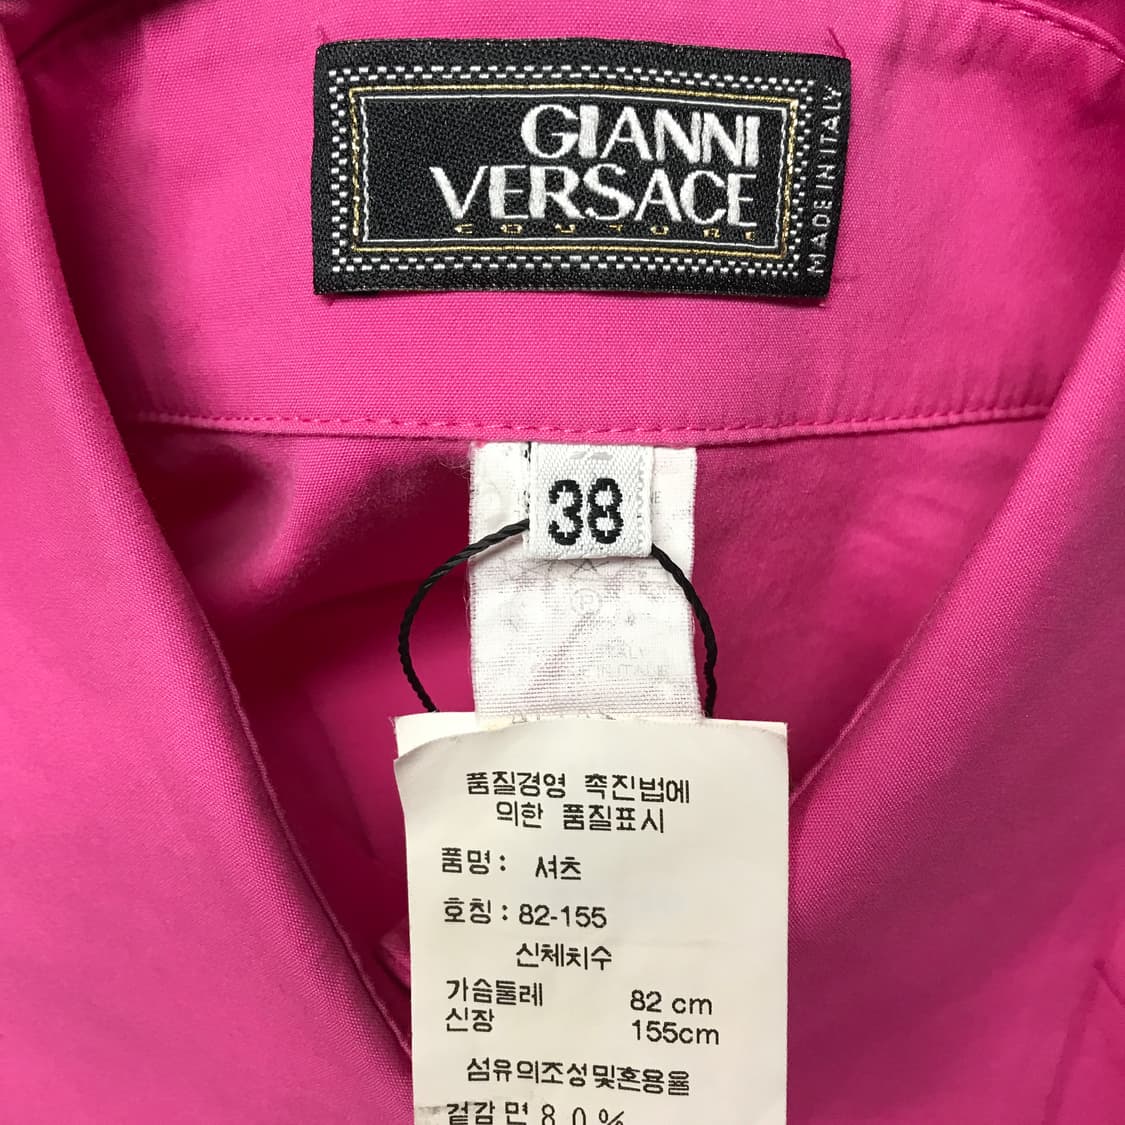 GIANNI
VERSACE
COUTURE
MADE IN ITALY
38
품질경영 촉진법에
의한 품질표시
품명: 셔츠
호칭: 82-155
신체치수
가슴둘레 82 cm
신장 155cm
섬유의조성및혼용율
겉감 면 80%